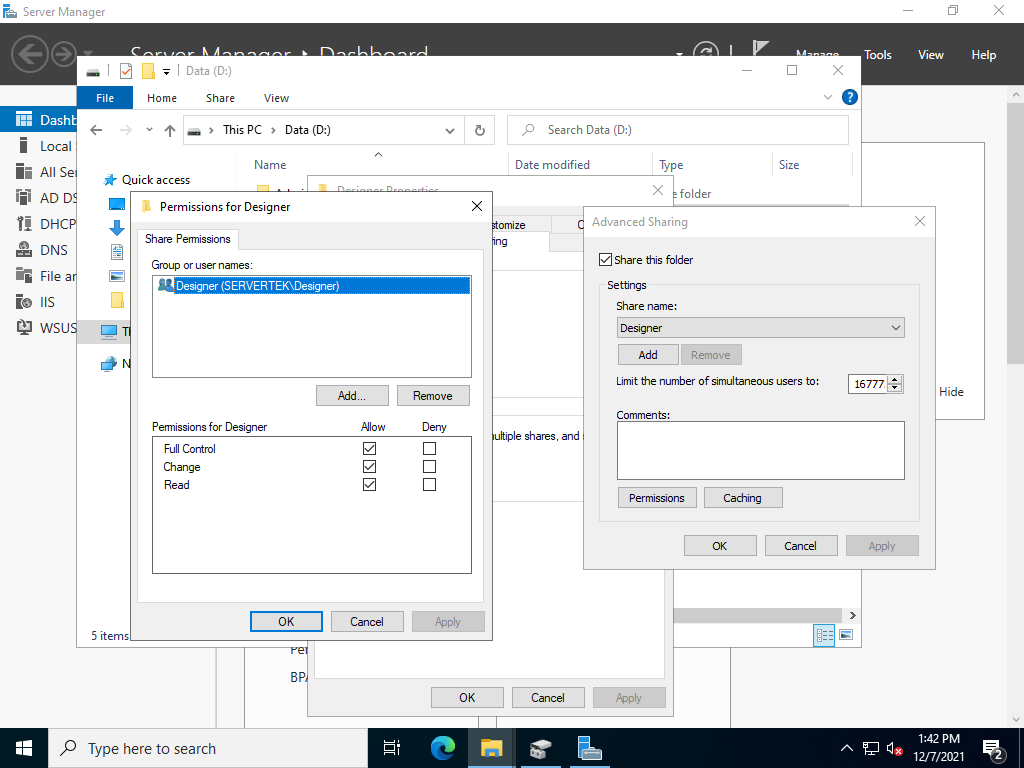 Server Manager
Server Manager • Dashboard
Manage
Tools
View
Help
Data (D:)
File
Home
Share
View
This PC
Data (D:)
Search Data (D:)
Name
Date modified
Type
Size
Quick access
Dashb
Local
All Ser
AD DS
DHCP
DNS
File an
IIS
WSUS
folder
Designer Properties
stomize
ring
ultiple shares, and
5 items
BPA
OK
Cancel
Apply
Hide
Permissions for Designer
Share Permissions
Group or user names:
Designer (SERVERTEK\Designer)
Add...
Remove
Permissions for Designer
Allow
Deny
Full Control
Change
Read
OK
Cancel
Apply
Advanced Sharing
Share this folder
Settings
Share name:
Designer
Add
Remove
Limit the number of simultaneous users to:
16777
Comments:
Permissions
Caching
OK
Cancel
Apply
Type here to search
1:42 PM
12/7/2021
2